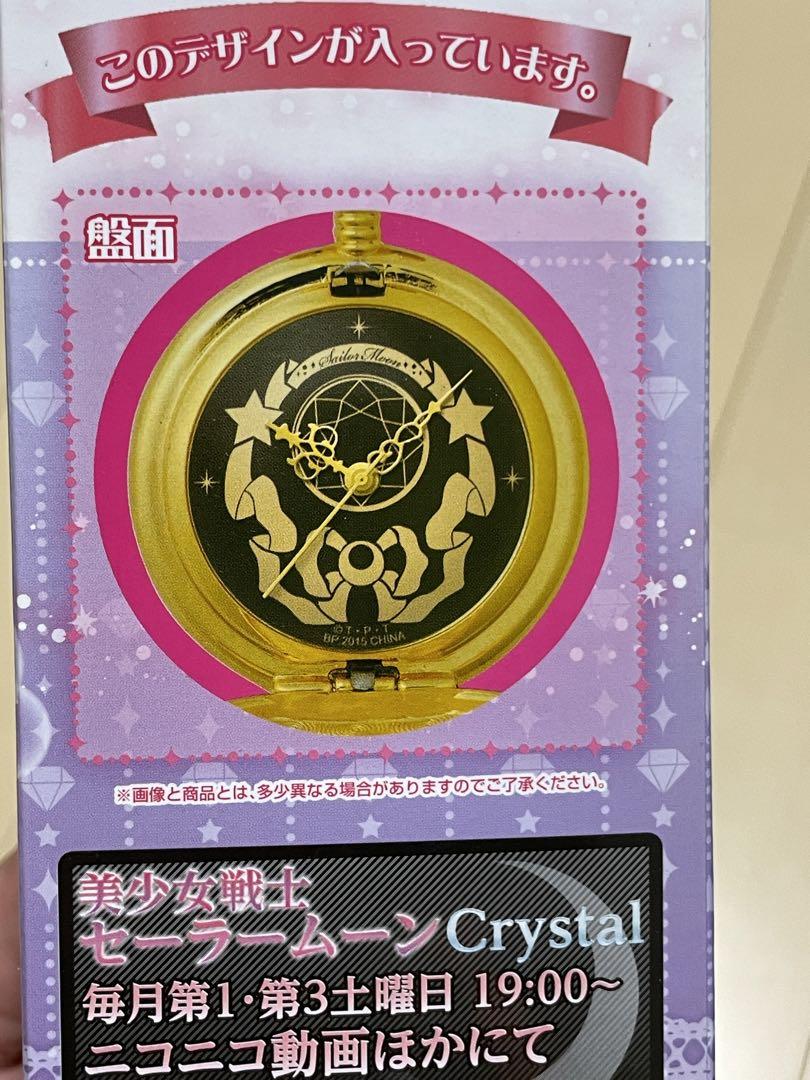 このデザインが入っています。
盤面
Sailor Moon
©T・P・T
BP 2015 CHINA
※画像と商品とは、多少異なる場合がありますのでご了承ください。
美少女戦士
セーラームーンCrystal
毎月第1・第3土曜日 19:00~
ニコニコ動画ほかにて